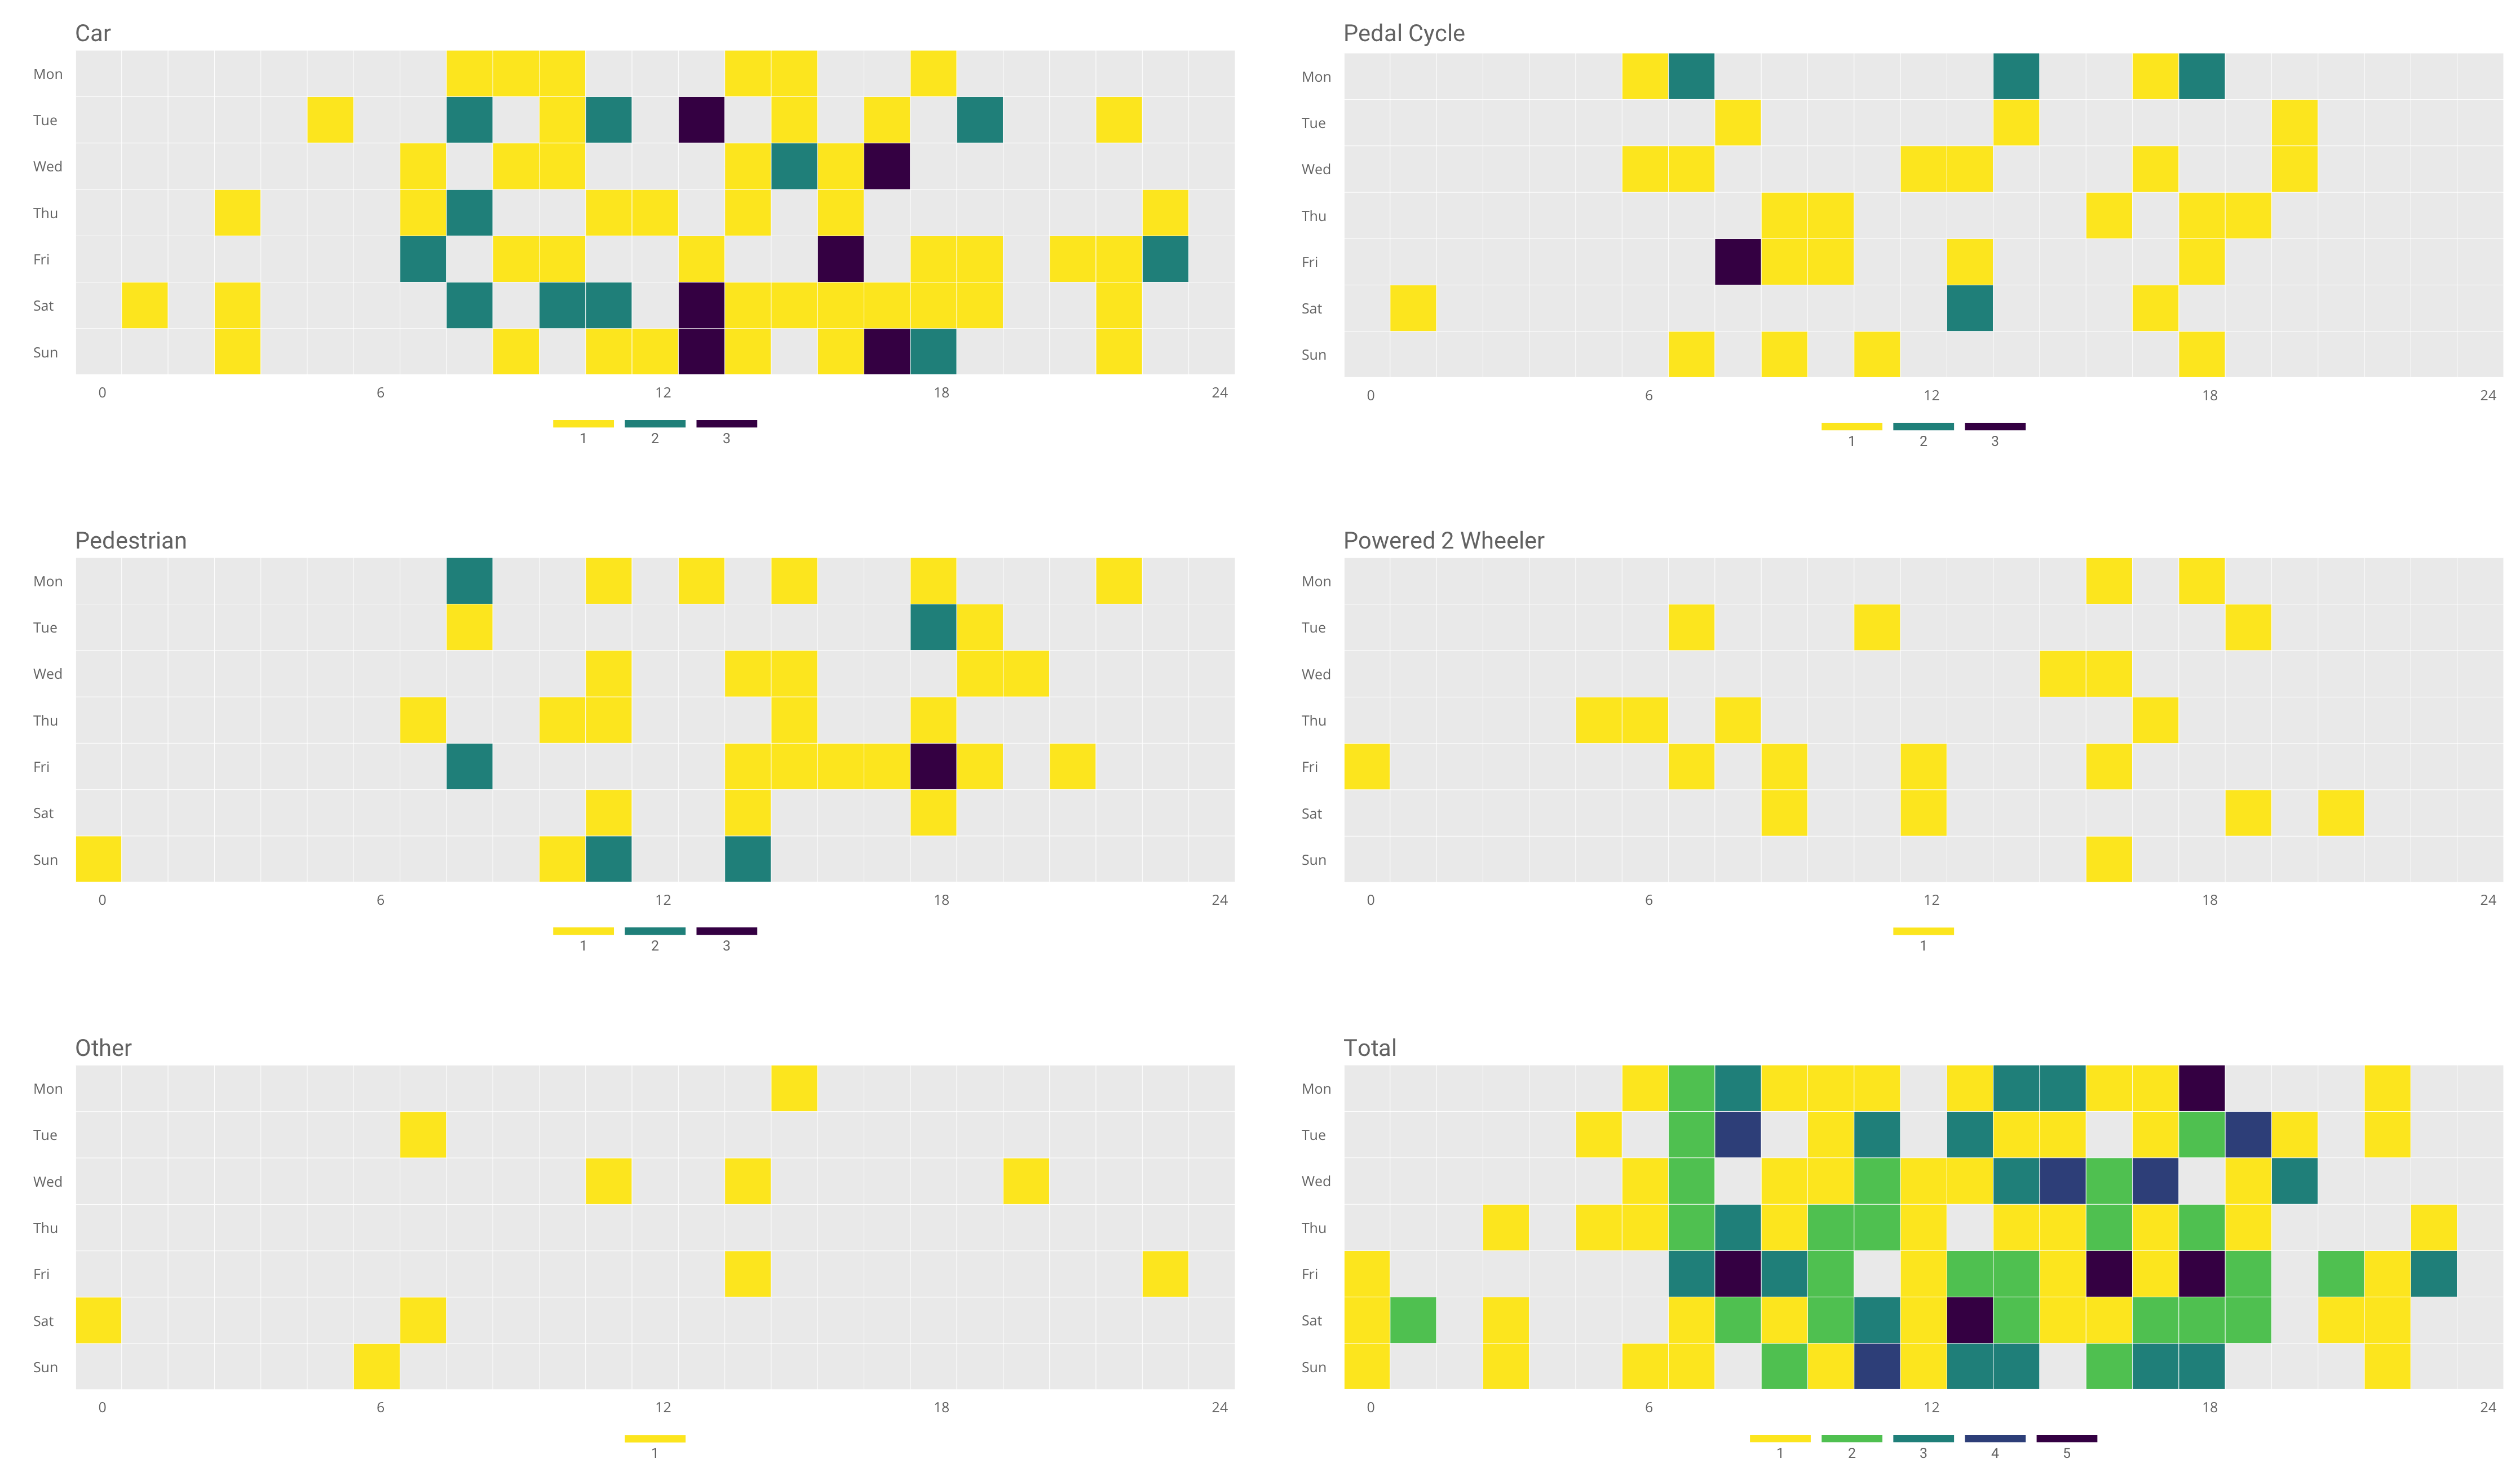 Car
Mon
Tue
Wed
Thu
Fri
Sat
Sun
0 6 12 18 24
1 2 3
Pedal Cycle
Mon
Tue
Wed
Thu
Fri
Sat
Sun
0 6 12 18 24
1 2 3
Pedestrian
Mon
Tue
Wed
Thu
Fri
Sat
Sun
0 6 12 18 24
1 2 3
Powered 2 Wheeler
Mon
Tue
Wed
Thu
Fri
Sat
Sun
0 6 12 18 24
1
Other
Mon
Tue
Wed
Thu
Fri
Sat
Sun
0 6 12 18 24
1
Total
Mon
Tue
Wed
Thu
Fri
Sat
Sun
0 6 12 18 24
1 2 3 4 5